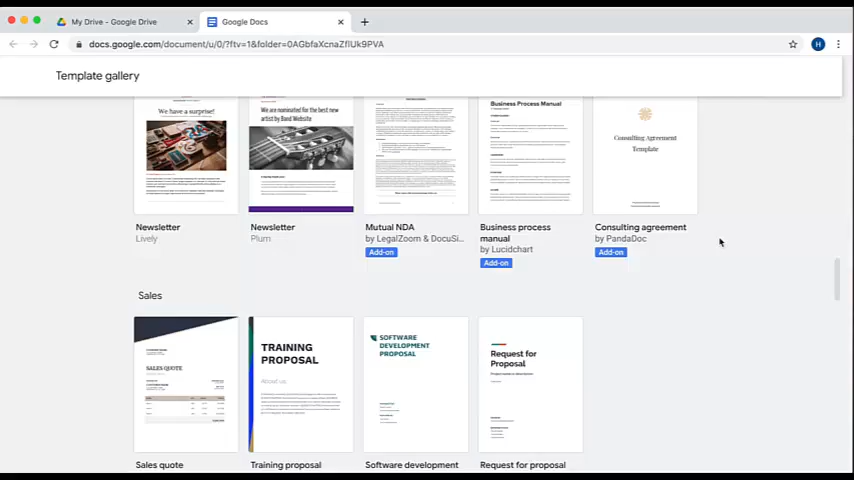 My Drive - Google Drive
Google Docs
docs.google.com/document/u/0/?ftv=1&folder=0AGbfaXcnaZflUk9PVA
H
Template gallery
We have a surprise!
We are nominated for the best new
artist by Band Website
Business Process Manual
Consulting Agreement
Template
Newsletter
Lively
Newsletter
Plum
Mutual NDA
by LegalZoom & DocuSi...
Add-on
Business process
manual
by Lucidchart
Add-on
Consulting agreement
by PandaDoc
Add-on
Sales
SALES QUOTE
TRAINING
PROPOSAL
About us
SOFTWARE
DEVELOPMENT
PROPOSAL
Request for
Proposal
Sales quote
Training proposal
Software development
Request for proposal